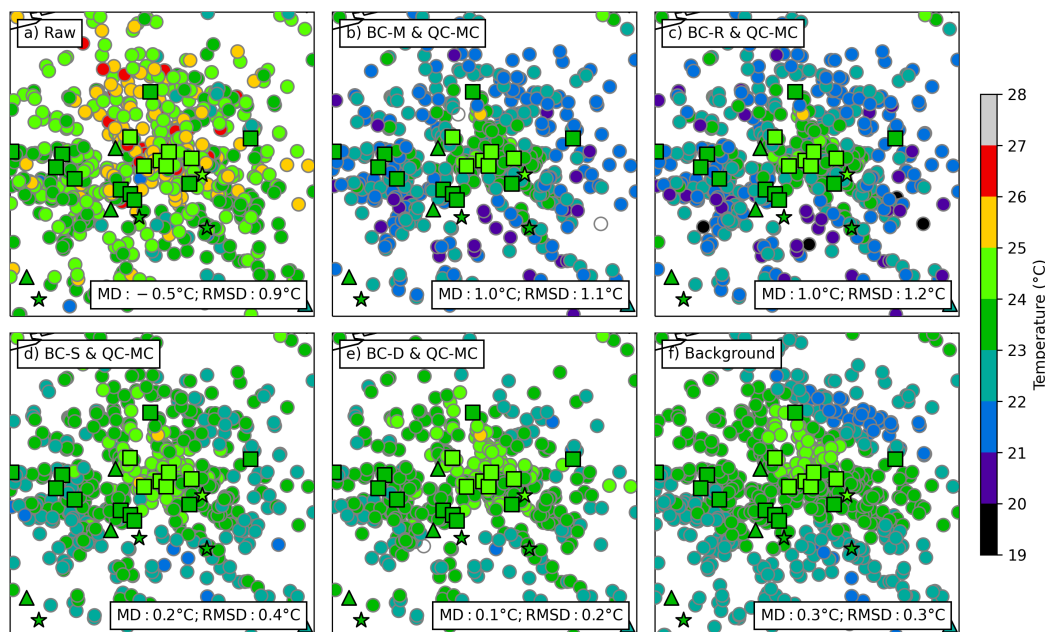 a) Raw
b) BC-M & QC-MC
c) BC-R & QC-MC
MD: −0.5°C; RMSD: 0.9°C
MD: 1.0°C; RMSD: 1.1°C
MD: 1.0°C; RMSD: 1.2°C
d) BC-S & QC-MC
e) BC-D & QC-MC
f) Background
MD: 0.2°C; RMSD: 0.4°C
MD: 0.1°C; RMSD: 0.2°C
MD: 0.3°C; RMSD: 0.3°C
28
27
26
25
24
23
22
21
20
19
Temperature (°C)